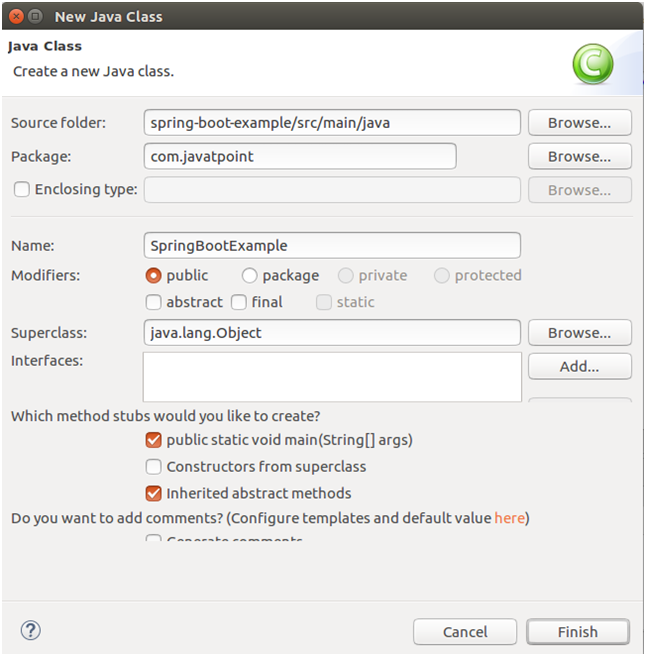 New Java Class
Java Class
Create a new Java class.
C
Source folder: spring-boot-example/src/main/java Browse...
Package: com.javatpoint Browse...
Enclosing type: Browse...
Name: SpringBootExample
Modifiers: public package private protected
abstract final static
Superclass: java.lang.Object Browse...
Interfaces: Add...
Which method stubs would you like to create?
public static void main(String[] args)
Constructors from superclass
Inherited abstract methods
Do you want to add comments? (Configure templates and default value here)
Generate comments
? Cancel Finish